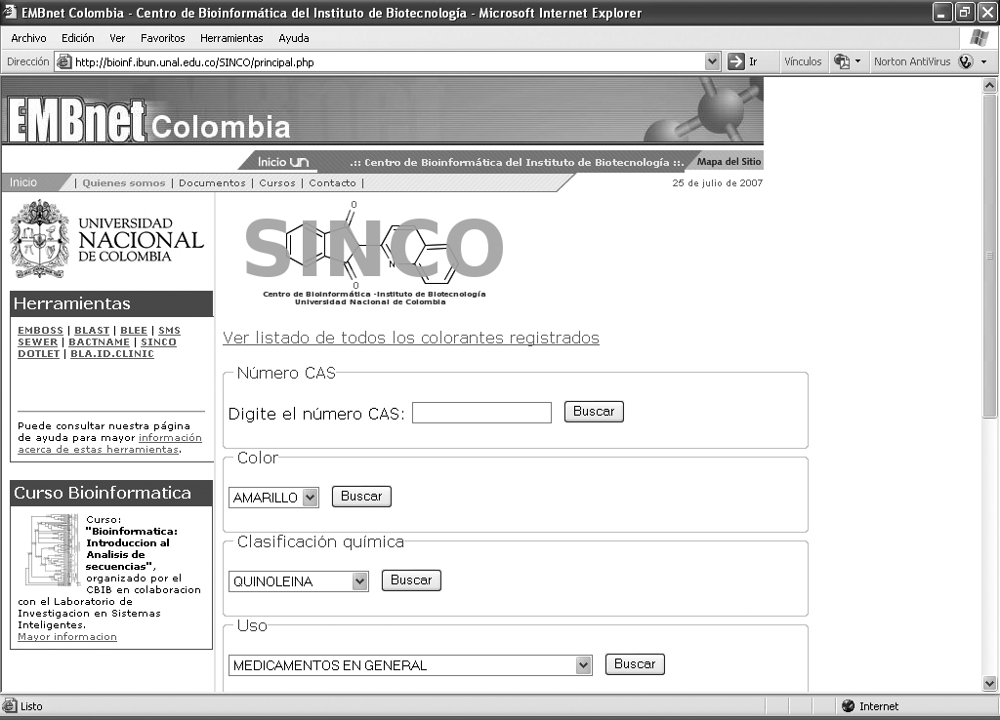 EMBnet Colombia - Centro de Bioinformática del Instituto de Biotecnología - Microsoft Internet Explorer
Archivo Edición Ver Favoritos Herramientas Ayuda
Dirección http://bioinf.ibun.unal.edu.co/SINCO/principal.php Ir Vínculos Norton AntiVirus
EMBnet Colombia
Inicio UN .:: Centro de Bioinformática del Instituto de Biotecnología ::. Mapa del Sitio
Inicio | Quienes somos | Documentos | Cursos | Contacto | 25 de julio de 2007
UNIVERSIDAD
NACIONAL
DE COLOMBIA
Herramientas
EMBOSS | BLAST | BLEE | SMS
SEWER | BACTNAME | SINCO
DOTLET | BLA.ID.CLINIC
Puede consultar nuestra página
de ayuda para mayor información
acerca de estas herramientas.
Curso Bioinformatica
Curso:
"Bioinformatica:
Introduccion al
Analisis de
secuencias",
organizado por el
CBIB en colaboracion
con el Laboratorio de
Investigacion en Sistemas
Inteligentes.
Mayor informacion
O
SINCO
N
O
Centro de Bioinformática -Instituto de Biotecnología
Universidad Nacional de Colombia
Ver listado de todos los colorantes registrados
Número CAS
Digite el número CAS: Buscar
Color
AMARILLO Buscar
Clasificación química
QUINOLEINA Buscar
Uso
MEDICAMENTOS EN GENERAL Buscar
Listo Internet